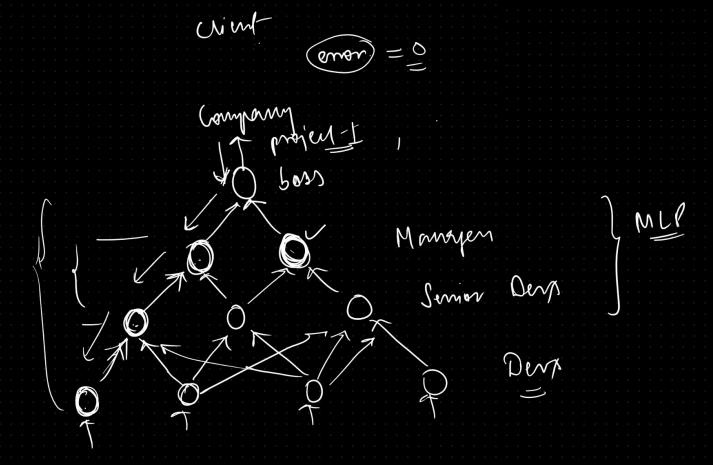 client
error = 0
Company
project-1 ,
boss
Managers
MLP
Senior Devs
Devs